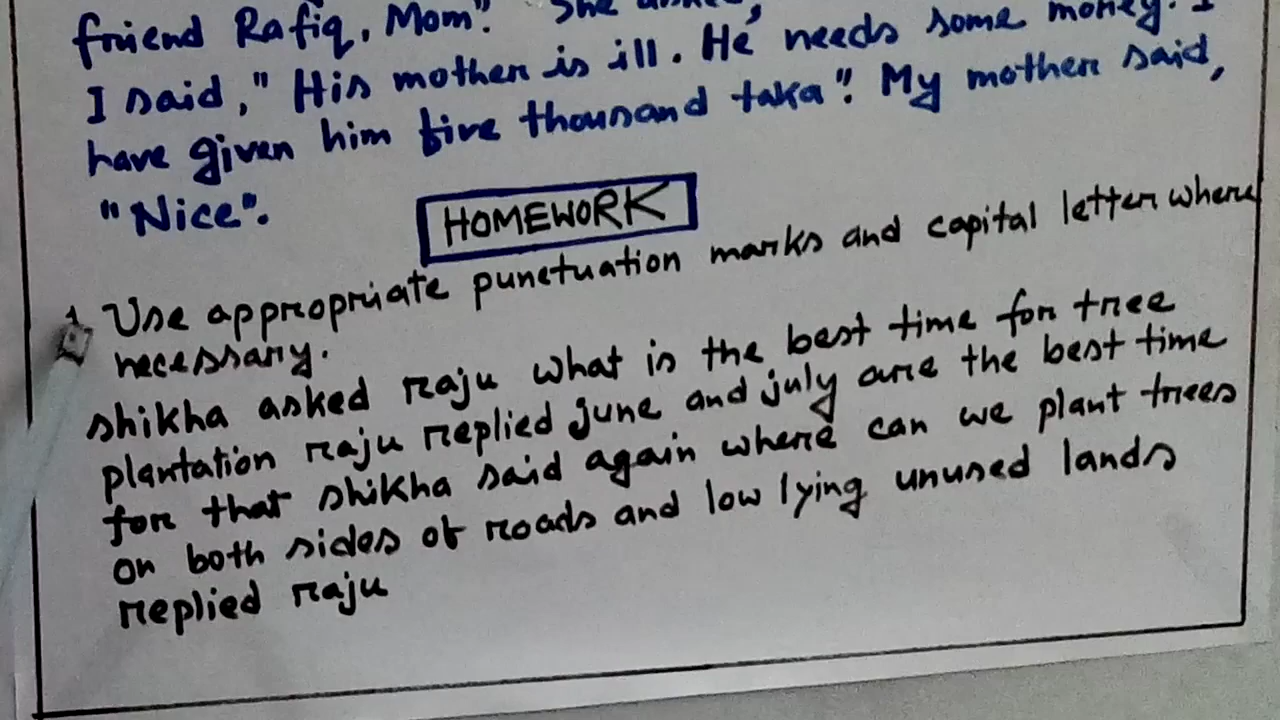 friend Rafiq, Mom". She
I said, " His mother is ill. He needs some money. I
have given him five thousand taka". My mother said,
"Nice".
HOMEWORK
1. Use appropriate punctuation marks and capital letter where
necessary.
shikha asked raju what is the best time for tree
plantation raju replied june and july are the best time
for that shikha said again where can we plant trees
on both sides of roads and low lying unused lands
replied raju